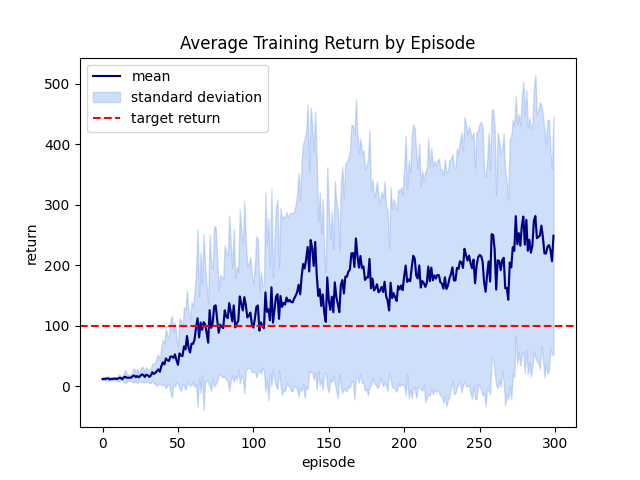 Average Training Return by Episode
mean
standard deviation
target return
500
400
300
200
100
0
return
0 50 100 150 200 250 300
episode